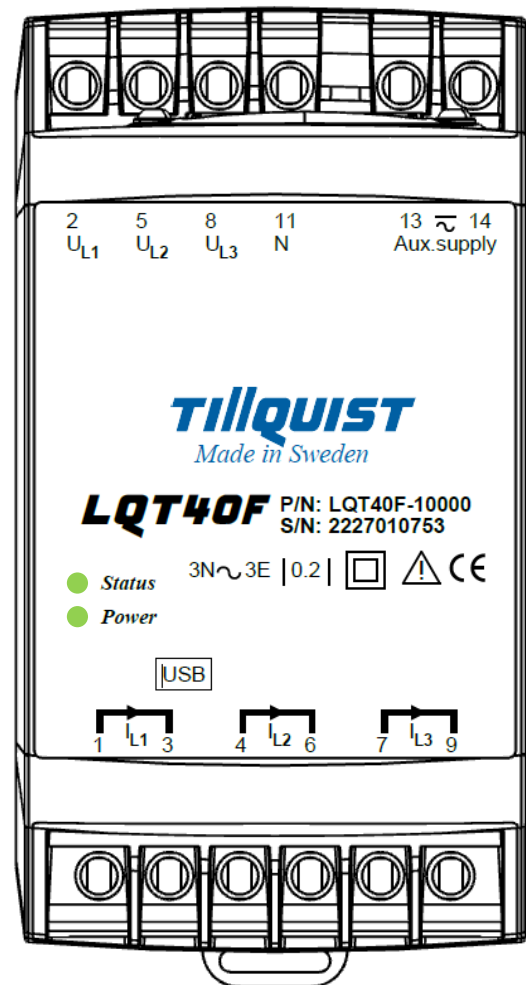 2 5 8 11 13 14
UL1 UL2 UL3 N Aux.supply
TILLQUIST
Made in Sweden
LQT40F P/N: LQT40F-10000
S/N: 2227010753
3N~3E |0.2| CE
Status
Power
USB
IL1 IL2 IL3
1 3 4 6 7 9